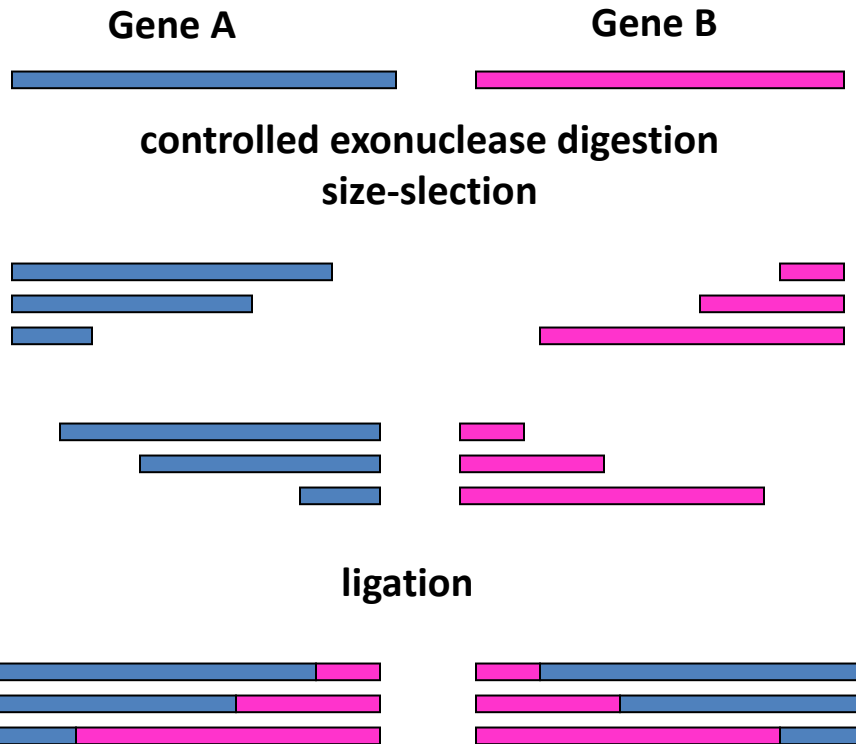 Gene A
Gene B
controlled exonuclease digestion
size-slection
ligation